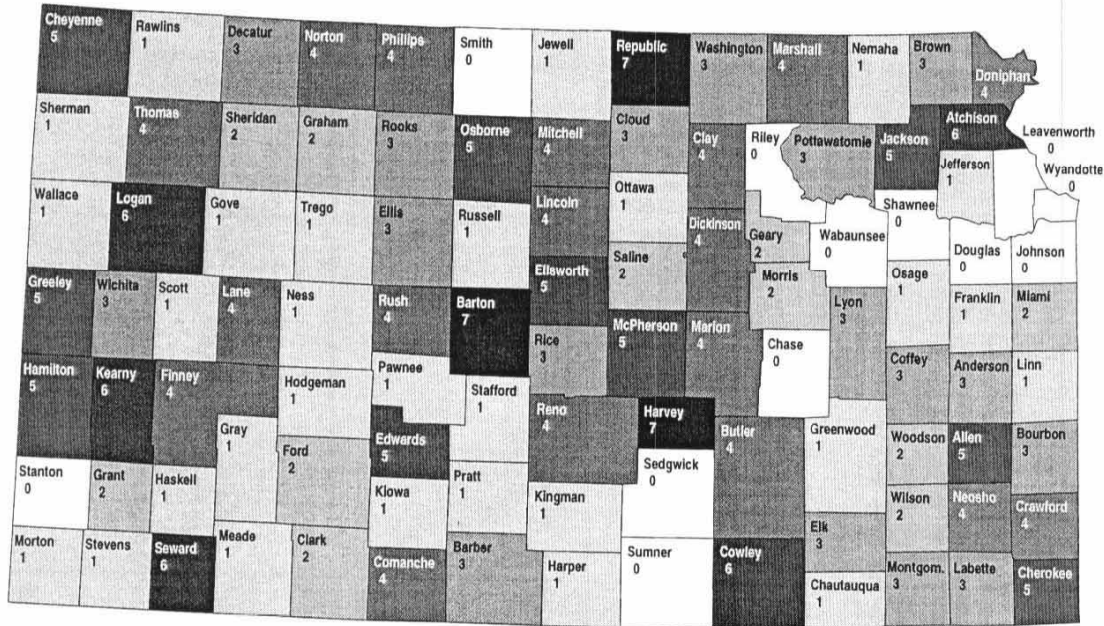 Cheyenne
5
Rawlins
1
Decatur
3
Norton
4
Phillips
4
Smith
0
Jewell
1
Republic
7
Washington
3
Marshall
4
Nemaha
1
Brown
3
Doniphan
4
Sherman
1
Thomas
4
Sheridan
2
Graham
2
Rooks
3
Osborne
5
Mitchell
4
Cloud
3
Clay
4
Riley
0
Pottawatomie
3
Jackson
5
Atchison
6
Jefferson
1
Leavenworth
0
Wyandotte
0
Wallace
1
Logan
6
Gove
1
Trego
1
Ellis
3
Russell
1
Lincoln
4
Ottawa
1
Saline
2
Dickinson
4
Geary
2
Wabaunsee
0
Shawnee
0
Douglas
0
Johnson
0
Greeley
5
Wichita
3
Scott
1
Lane
4
Ness
1
Rush
4
Barton
7
Ellsworth
5
Rice
3
McPherson
5
Marion
4
Morris
2
Chase
0
Lyon
3
Osage
1
Franklin
1
Miami
2
Hamilton
5
Kearny
6
Finney
4
Hodgeman
1
Pawnee
1
Stafford
1
Edwards
5
Reno
4
Harvey
7
Butler
4
Greenwood
1
Coffey
3
Anderson
3
Linn
1
Gray
1
Ford
2
Kiowa
1
Pratt
1
Kingman
1
Sedgwick
0
Woodson
2
Allen
5
Bourbon
3
Stanton
0
Grant
2
Haskell
1
Wilson
2
Neosho
4
Crawford
4
Morton
1
Stevens
1
Seward
6
Meade
1
Clark
2
Comanche
4
Barber
3
Harper
1
Sumner
0
Cowley
6
Elk
3
Chautauqua
1
Montgom.
3
Labette
3
Cherokee
5